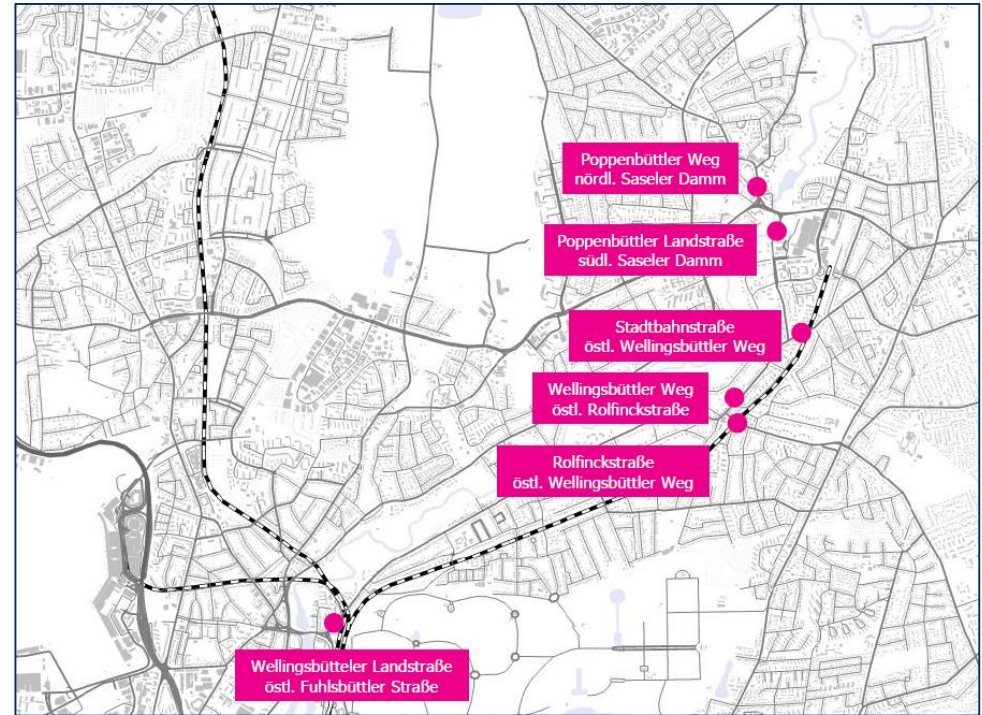 Poppenbüttler Weg
nördl. Saseler Damm
Poppenbüttler Landstraße
südl. Saseler Damm
Stadtbahnstraße
östl. Wellingsbüttler Weg
Wellingsbüttler Weg
östl. Rolfinckstraße
Rolfinckstraße
östl. Wellingsbüttler Weg
Wellingsbütteler Landstraße
östl. Fuhlsbüttler Straße